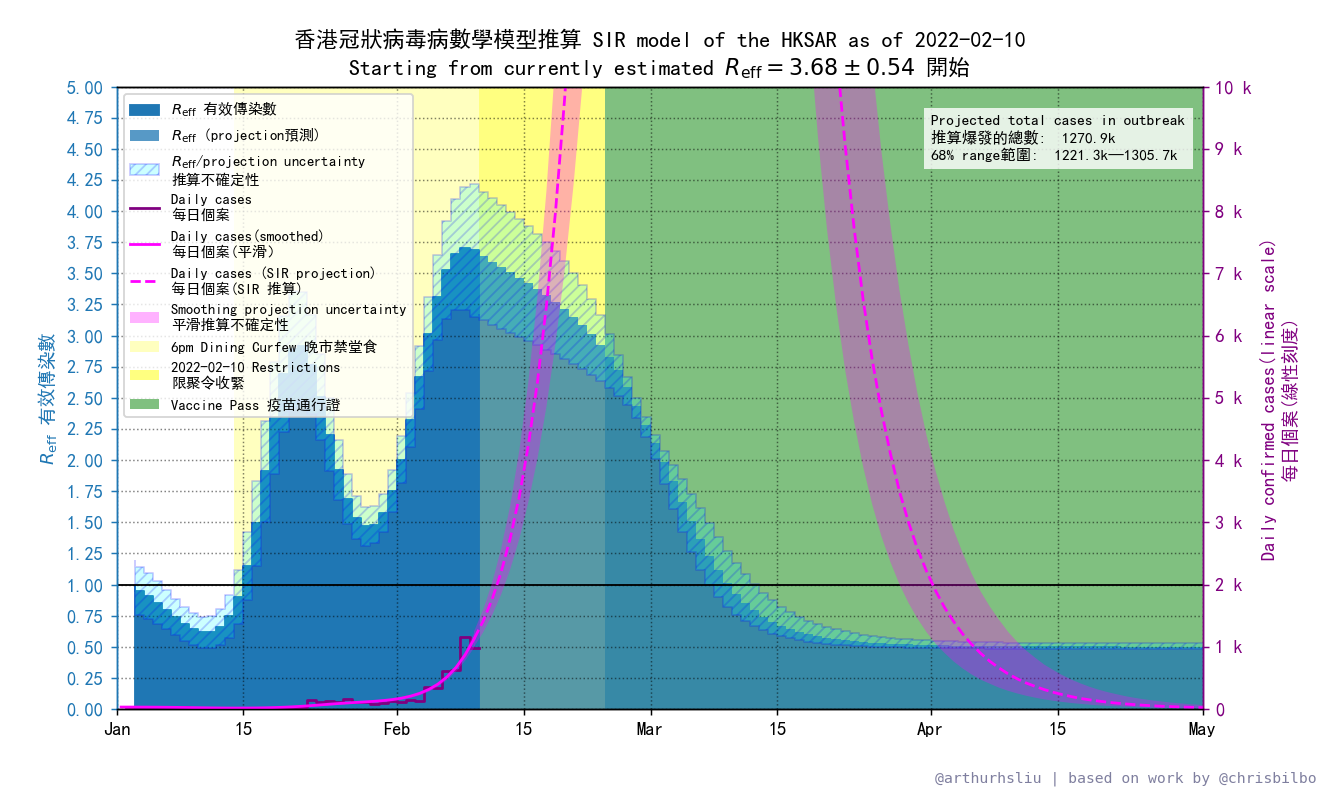 香港冠狀病毒病數學模型推算 SIR model of the HKSAR as of 2022-02-10
Starting from currently estimated Reff = 3.68 ± 0.54 開始
Reff 有效傳染數
Reff (projection預測)
Reff/projection uncertainty
推算不確定性
Daily cases
每日個案
Daily cases(smoothed)
每日個案(平滑)
Daily cases (SIR projection)
每日個案(SIR 推算)
Smoothing projection uncertainty
平滑推算不確定性
6pm Dining Curfew 晚市禁堂食
2022-02-10 Restrictions
限聚令收緊
Vaccine Pass 疫苗通行證
Projected total cases in outbreak
推算爆發的總數: 1270.9k
68% range範圍: 1221.3k—1305.7k
5.00
4.75
4.50
4.25
4.00
3.75
3.50
3.25
3.00
2.75
2.50
2.25
2.00
1.75
1.50
1.25
1.00
0.75
0.50
0.25
0.00
Reff 有效傳染數
10 k
9 k
8 k
7 k
6 k
5 k
4 k
3 k
2 k
1 k
0
Daily confirmed cases(linear scale)
每日個案(線性刻度)
Jan 15 Feb 15 Mar 15 Apr 15 May
@arthurhsliu | based on work by @chrisbilbo